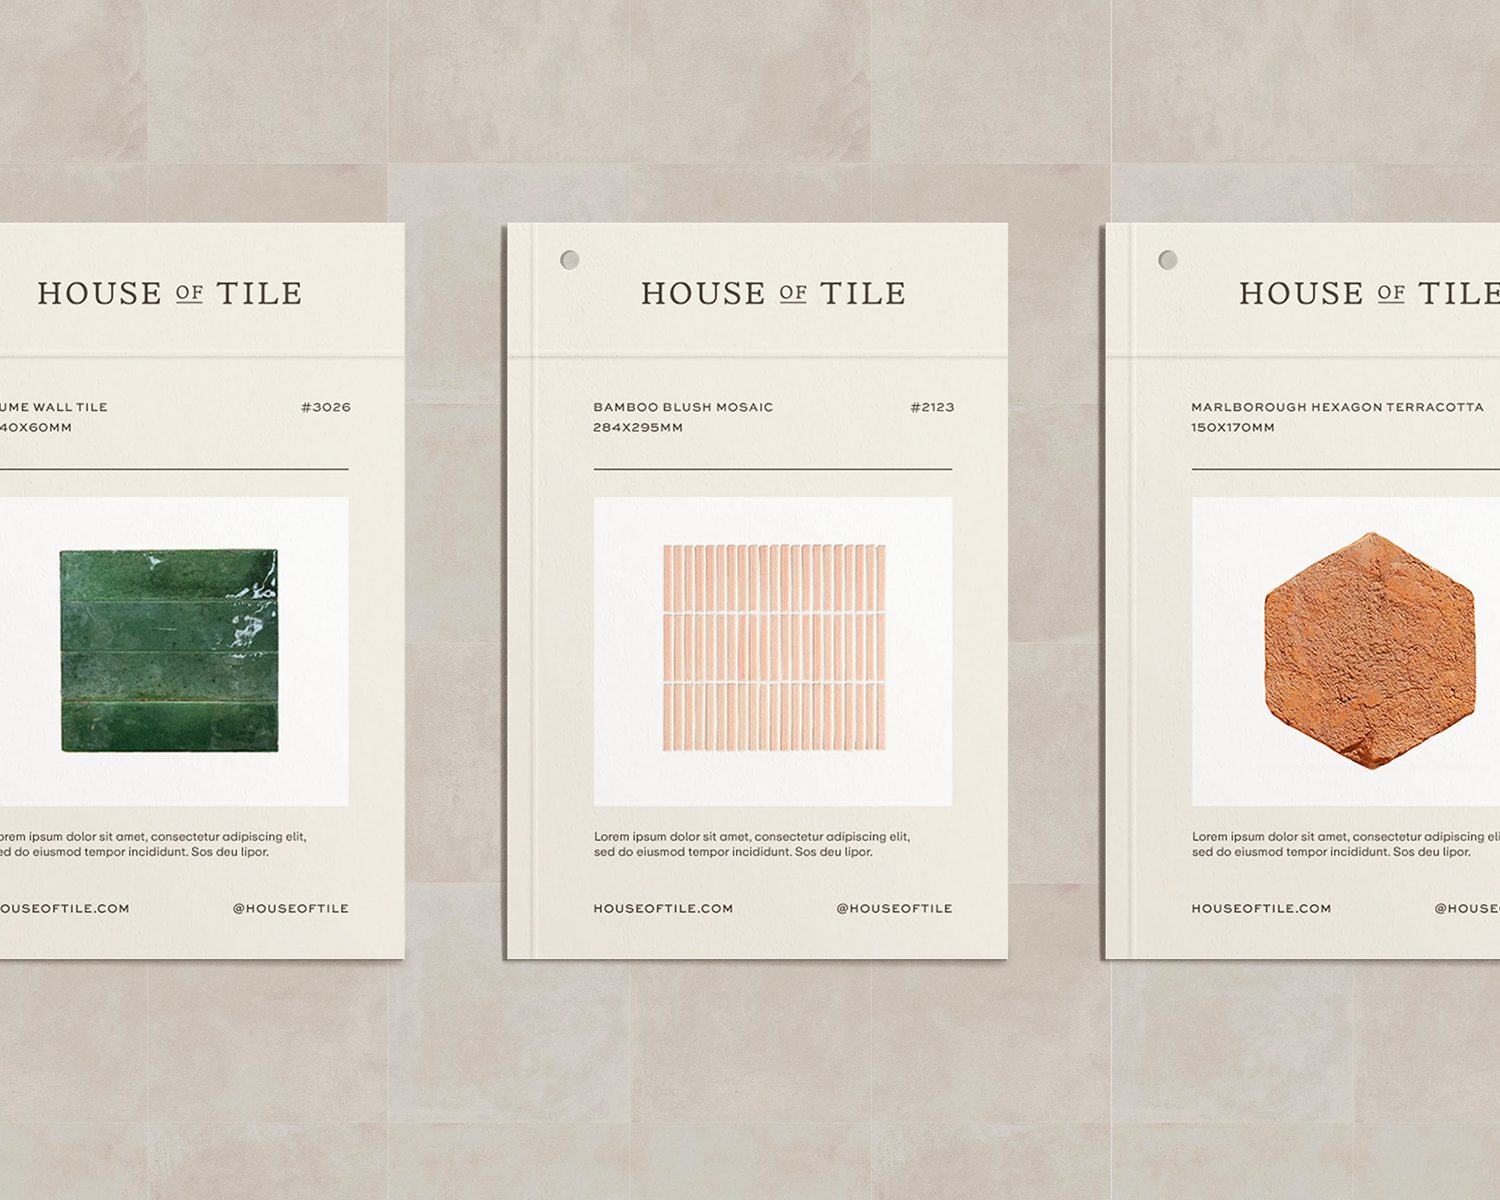 HOUSE OF TILE
UME WALL TILE #3026
40X60MM
orem ipsum dolor sit amet, consectetur adipiscing elit,
ed do eiusmod tempor incididunt. Sos deu lipor.
OUSEOFTILE.COM @HOUSEOFTILE
HOUSE OF TILE
BAMBOO BLUSH MOSAIC #2123
284X295MM
Lorem ipsum dolor sit amet, consectetur adipiscing elit,
sed do eiusmod tempor incididunt. Sos deu lipor.
HOUSEOFTILE.COM @HOUSEOFTILE
HOUSE OF TILE
MARLBOROUGH HEXAGON TERRACOTTA
150X170MM
Lorem ipsum dolor sit amet, consectetur adipiscing eli
sed do eiusmod tempor incididunt. Sos deu lipor.
HOUSEOFTILE.COM @HOUSE